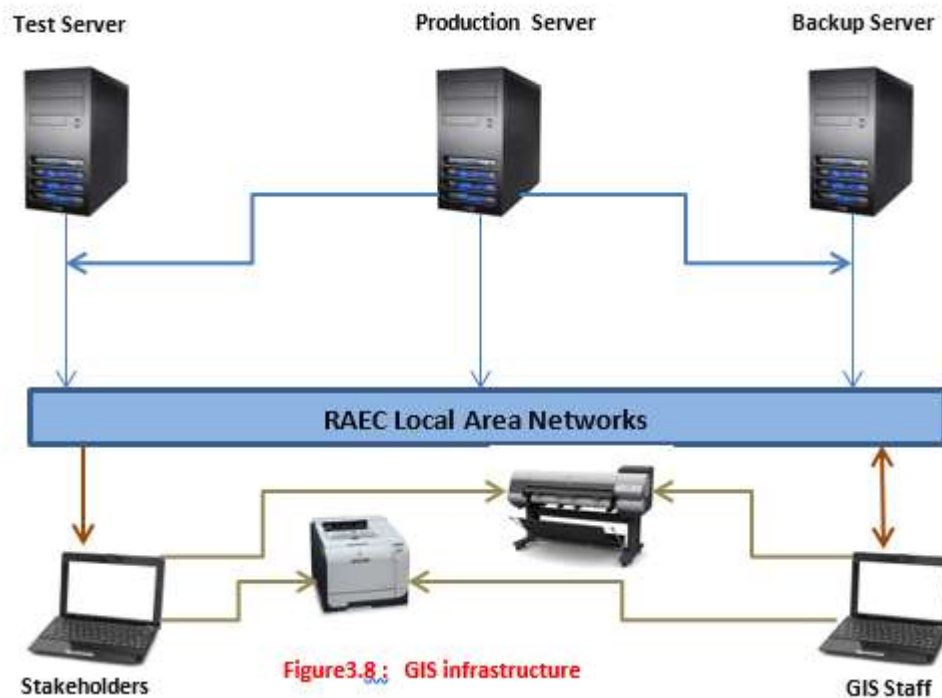 Test Server
Production Server
Backup Server
RAEC Local Area Networks
Stakeholders
Figure3.8 : GIS infrastructure
GIS Staff